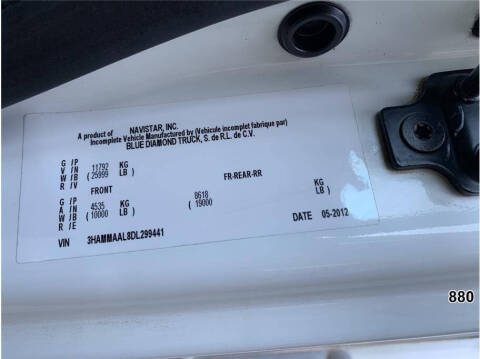 NAVISTAR, INC.
A product of
Incomplete Vehicle Manufactured by (Vehicule incomplet fabrique par)
BLUE DIAMOND TRUCK, S. de R.L. de C.V.
G / P
V / N 11792 KG
W / B ( 25999 LB ) FR-REAR-RR
R / V
FRONT
G / P 8618 KG
A / N 4535 KG ( 19000 LB )
W / B ( 10000 LB )
R / E DATE 05-2012
VIN 3HAMMAAL8DL299441
880